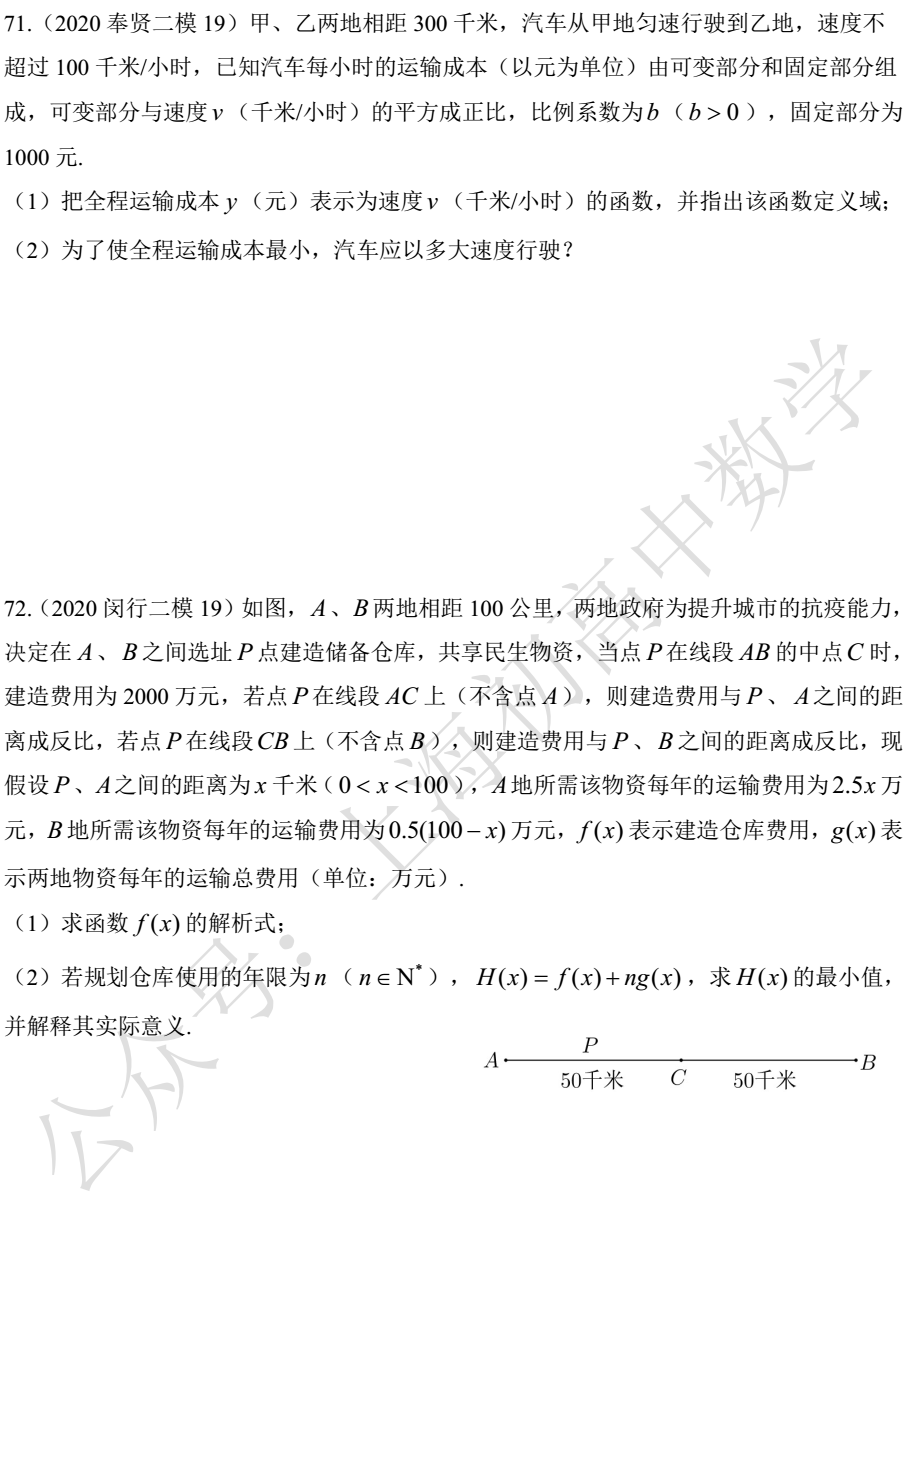 71.（2020 奉贤二模 19）甲、乙两地相距 300 千米，汽车从甲地匀速行驶到乙地，速度不
超过 100 千米/小时，已知汽车每小时的运输成本（以元为单位）由可变部分和固定部分组
成，可变部分与速度 v（千米/小时）的平方成正比，比例系数为 b（b > 0），固定部分为
1000 元.
（1）把全程运输成本 y（元）表示为速度 v（千米/小时）的函数，并指出该函数定义域；
（2）为了使全程运输成本最小，汽车应以多大速度行驶？
72.（2020 闵行二模 19）如图，A、B 两地相距 100 公里，两地政府为提升城市的抗疫能力，
决定在 A、B 之间选址 P 点建造储备仓库，共享民生物资，当点 P 在线段 AB 的中点 C 时，
建造费用为 2000 万元，若点 P 在线段 AC 上（不含点 A），则建造费用与 P、A 之间的距
离成反比，若点 P 在线段 CB 上（不含点 B），则建造费用与 P、B 之间的距离成反比，现
假设 P、A 之间的距离为 x 千米（0 < x < 100），A 地所需该物资每年的运输费用为 2.5x 万
元，B 地所需该物资每年的运输费用为 0.5(100 − x) 万元，f(x) 表示建造仓库费用，g(x) 表
示两地物资每年的运输总费用（单位：万元）.
（1）求函数 f(x) 的解析式；
（2）若规划仓库使用的年限为 n（n ∈ N*），H(x) = f(x) + ng(x)，求 H(x) 的最小值，
并解释其实际意义.
P
A B
50千米 C 50千米
公众号：上海初高中数学